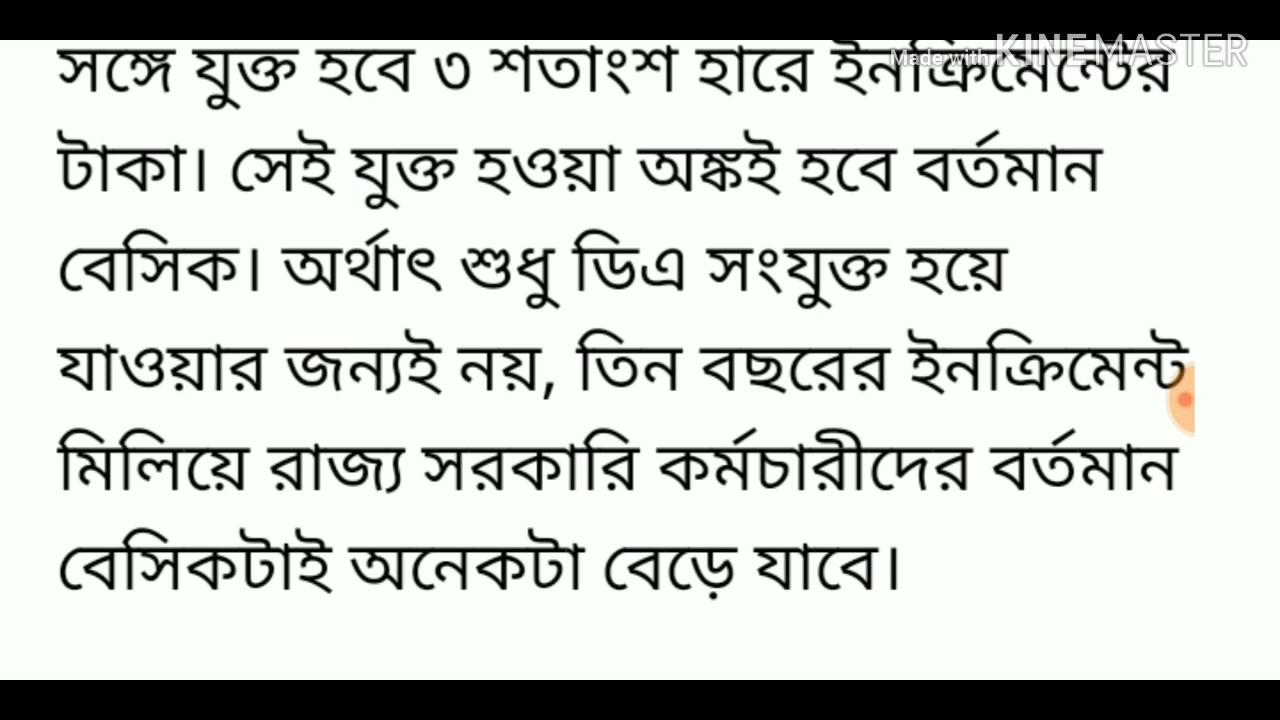 Made with KINEMASTER
সঙ্গে যুক্ত হবে ৩ শতাংশ হারে ইনক্রিমেন্টের
টাকা। সেই যুক্ত হওয়া অঙ্কই হবে বর্তমান
বেসিক। অর্থাৎ শুধু ডিএ সংযুক্ত হয়ে
যাওয়ার জন্যই নয়, তিন বছরের ইনক্রিমেন্ট
মিলিয়ে রাজ্য সরকারি কর্মচারীদের বর্তমান
বেসিকটাই অনেকটা বেড়ে যাবে।